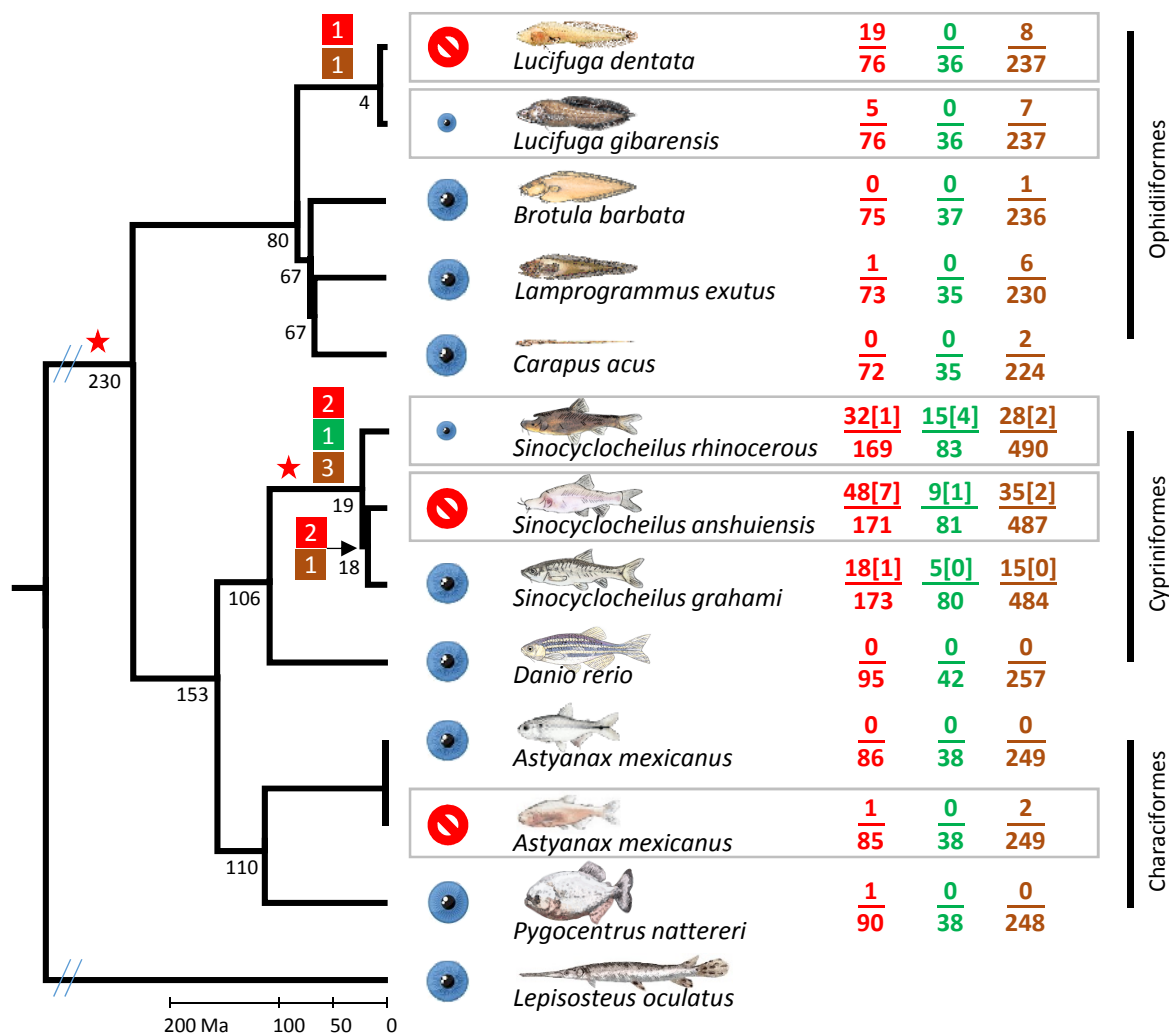 1
1
19 0 8
76 36 237
Lucifuga dentata
4
5 0 7
76 36 237
Lucifuga gibarensis
0 0 1
75 37 236
Brotula barbata
80
67
1 0 6
73 35 230
Lamprogrammus exutus
67
0 0 2
72 35 224
Carapus acus
Ophidiiformes
230
2
1
3
32[1] 15[4] 28[2]
169 83 490
Sinocyclocheilus rhinocerous
19
48[7] 9[1] 35[2]
171 81 487
Sinocyclocheilus anshuiensis
2
1
18
18[1] 5[0] 15[0]
173 80 484
Sinocyclocheilus grahami
106
0 0 0
95 42 257
Danio rerio
Cypriniformes
153
0 0 0
86 38 249
Astyanax mexicanus
1 0 2
85 38 249
Astyanax mexicanus
110
1 0 0
90 38 248
Pygocentrus nattereri
Characiformes
Lepisosteus oculatus
200 Ma 100 50 0